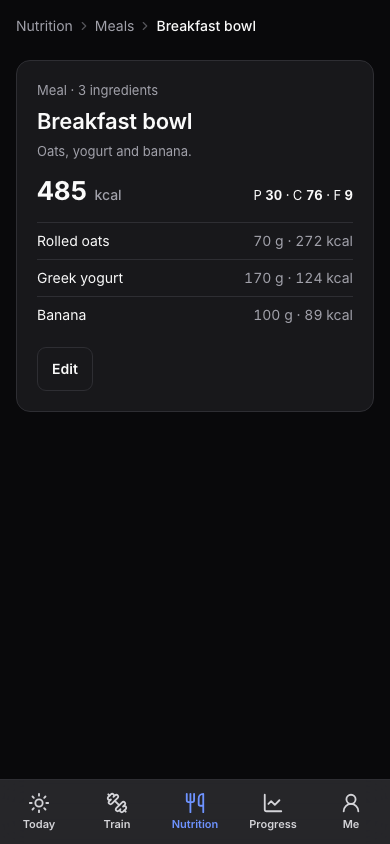 Nutrition > Meals > Breakfast bowl
Meal · 3 ingredients
Breakfast bowl
Oats, yogurt and banana.
485 kcal P 30 · C 76 · F 9
Rolled oats 70 g · 272 kcal
Greek yogurt 170 g · 124 kcal
Banana 100 g · 89 kcal
Edit
Today Train Nutrition Progress Me